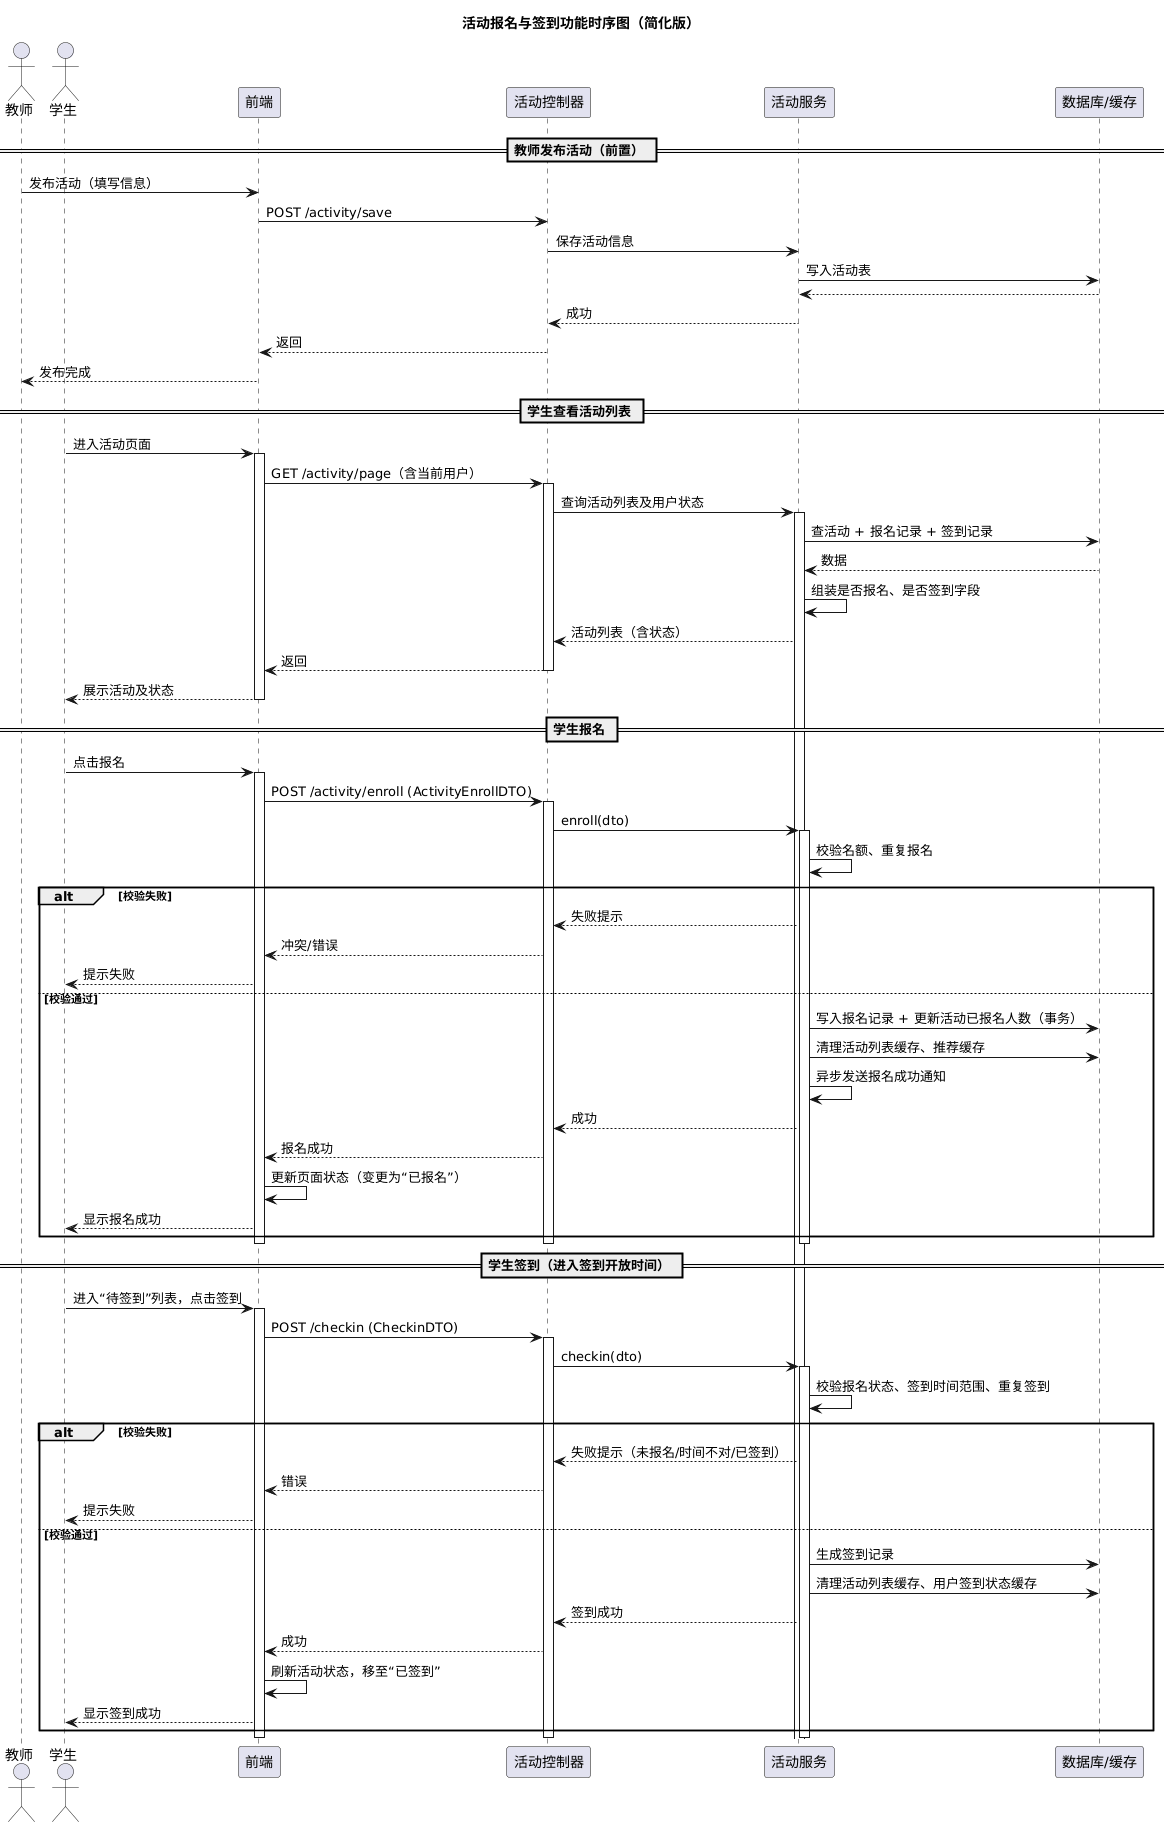 活动报名与签到功能时序图（简化版）
教师
学生
前端
活动控制器
活动服务
数据库/缓存
教师发布活动（前置）
发布活动（填写信息）
POST /activity/save
保存活动信息
写入活动表
成功
返回
发布完成
学生查看活动列表
进入活动页面
GET /activity/page（含当前用户）
查询活动列表及用户状态
查活动 + 报名记录 + 签到记录
数据
组装是否报名、是否签到字段
活动列表（含状态）
返回
展示活动及状态
学生报名
点击报名
POST /activity/enroll (ActivityEnrollDTO)
enroll(dto)
校验名额、重复报名
alt [校验失败]
失败提示
冲突/错误
提示失败
[校验通过]
写入报名记录 + 更新活动已报名人数（事务）
清理活动列表缓存、推荐缓存
异步发送报名成功通知
成功
报名成功
更新页面状态（变更为“已报名”）
显示报名成功
学生签到（进入签到开放时间）
进入“待签到”列表，点击签到
POST /checkin (CheckinDTO)
checkin(dto)
校验报名状态、签到时间范围、重复签到
alt [校验失败]
失败提示（未报名/时间不对/已签到）
错误
提示失败
[校验通过]
生成签到记录
清理活动列表缓存、用户签到状态缓存
签到成功
成功
刷新活动状态，移至“已签到”
显示签到成功
教师
学生
前端
活动控制器
活动服务
数据库/缓存